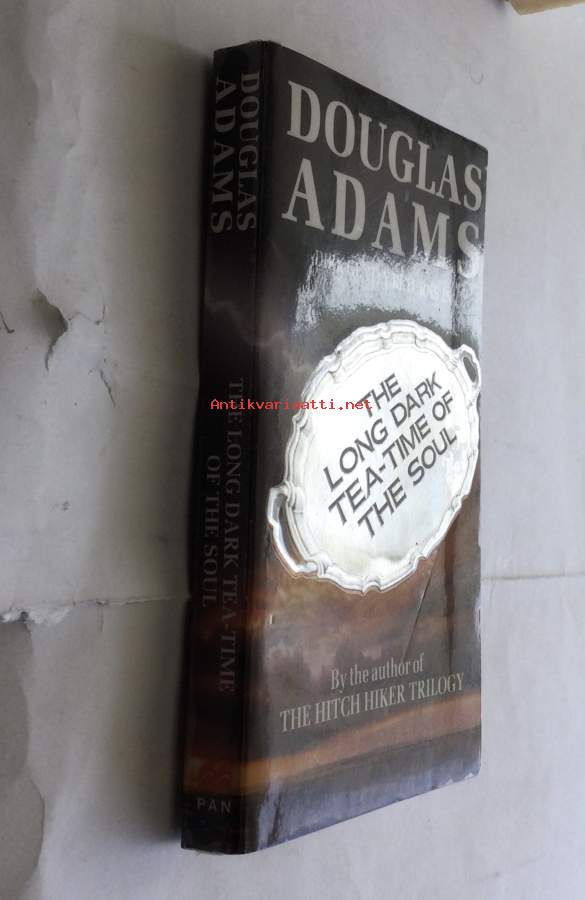 DOUGLAS
ADAMS
THE
LONG DARK
TEA-TIME OF
THE SOUL
By the author of
THE HITCH HIKER TRILOGY
DOUGLAS
ADAMS
THE LONG DARK TEA-TIME
OF THE SOUL
PAN
Antikvariaatti.net